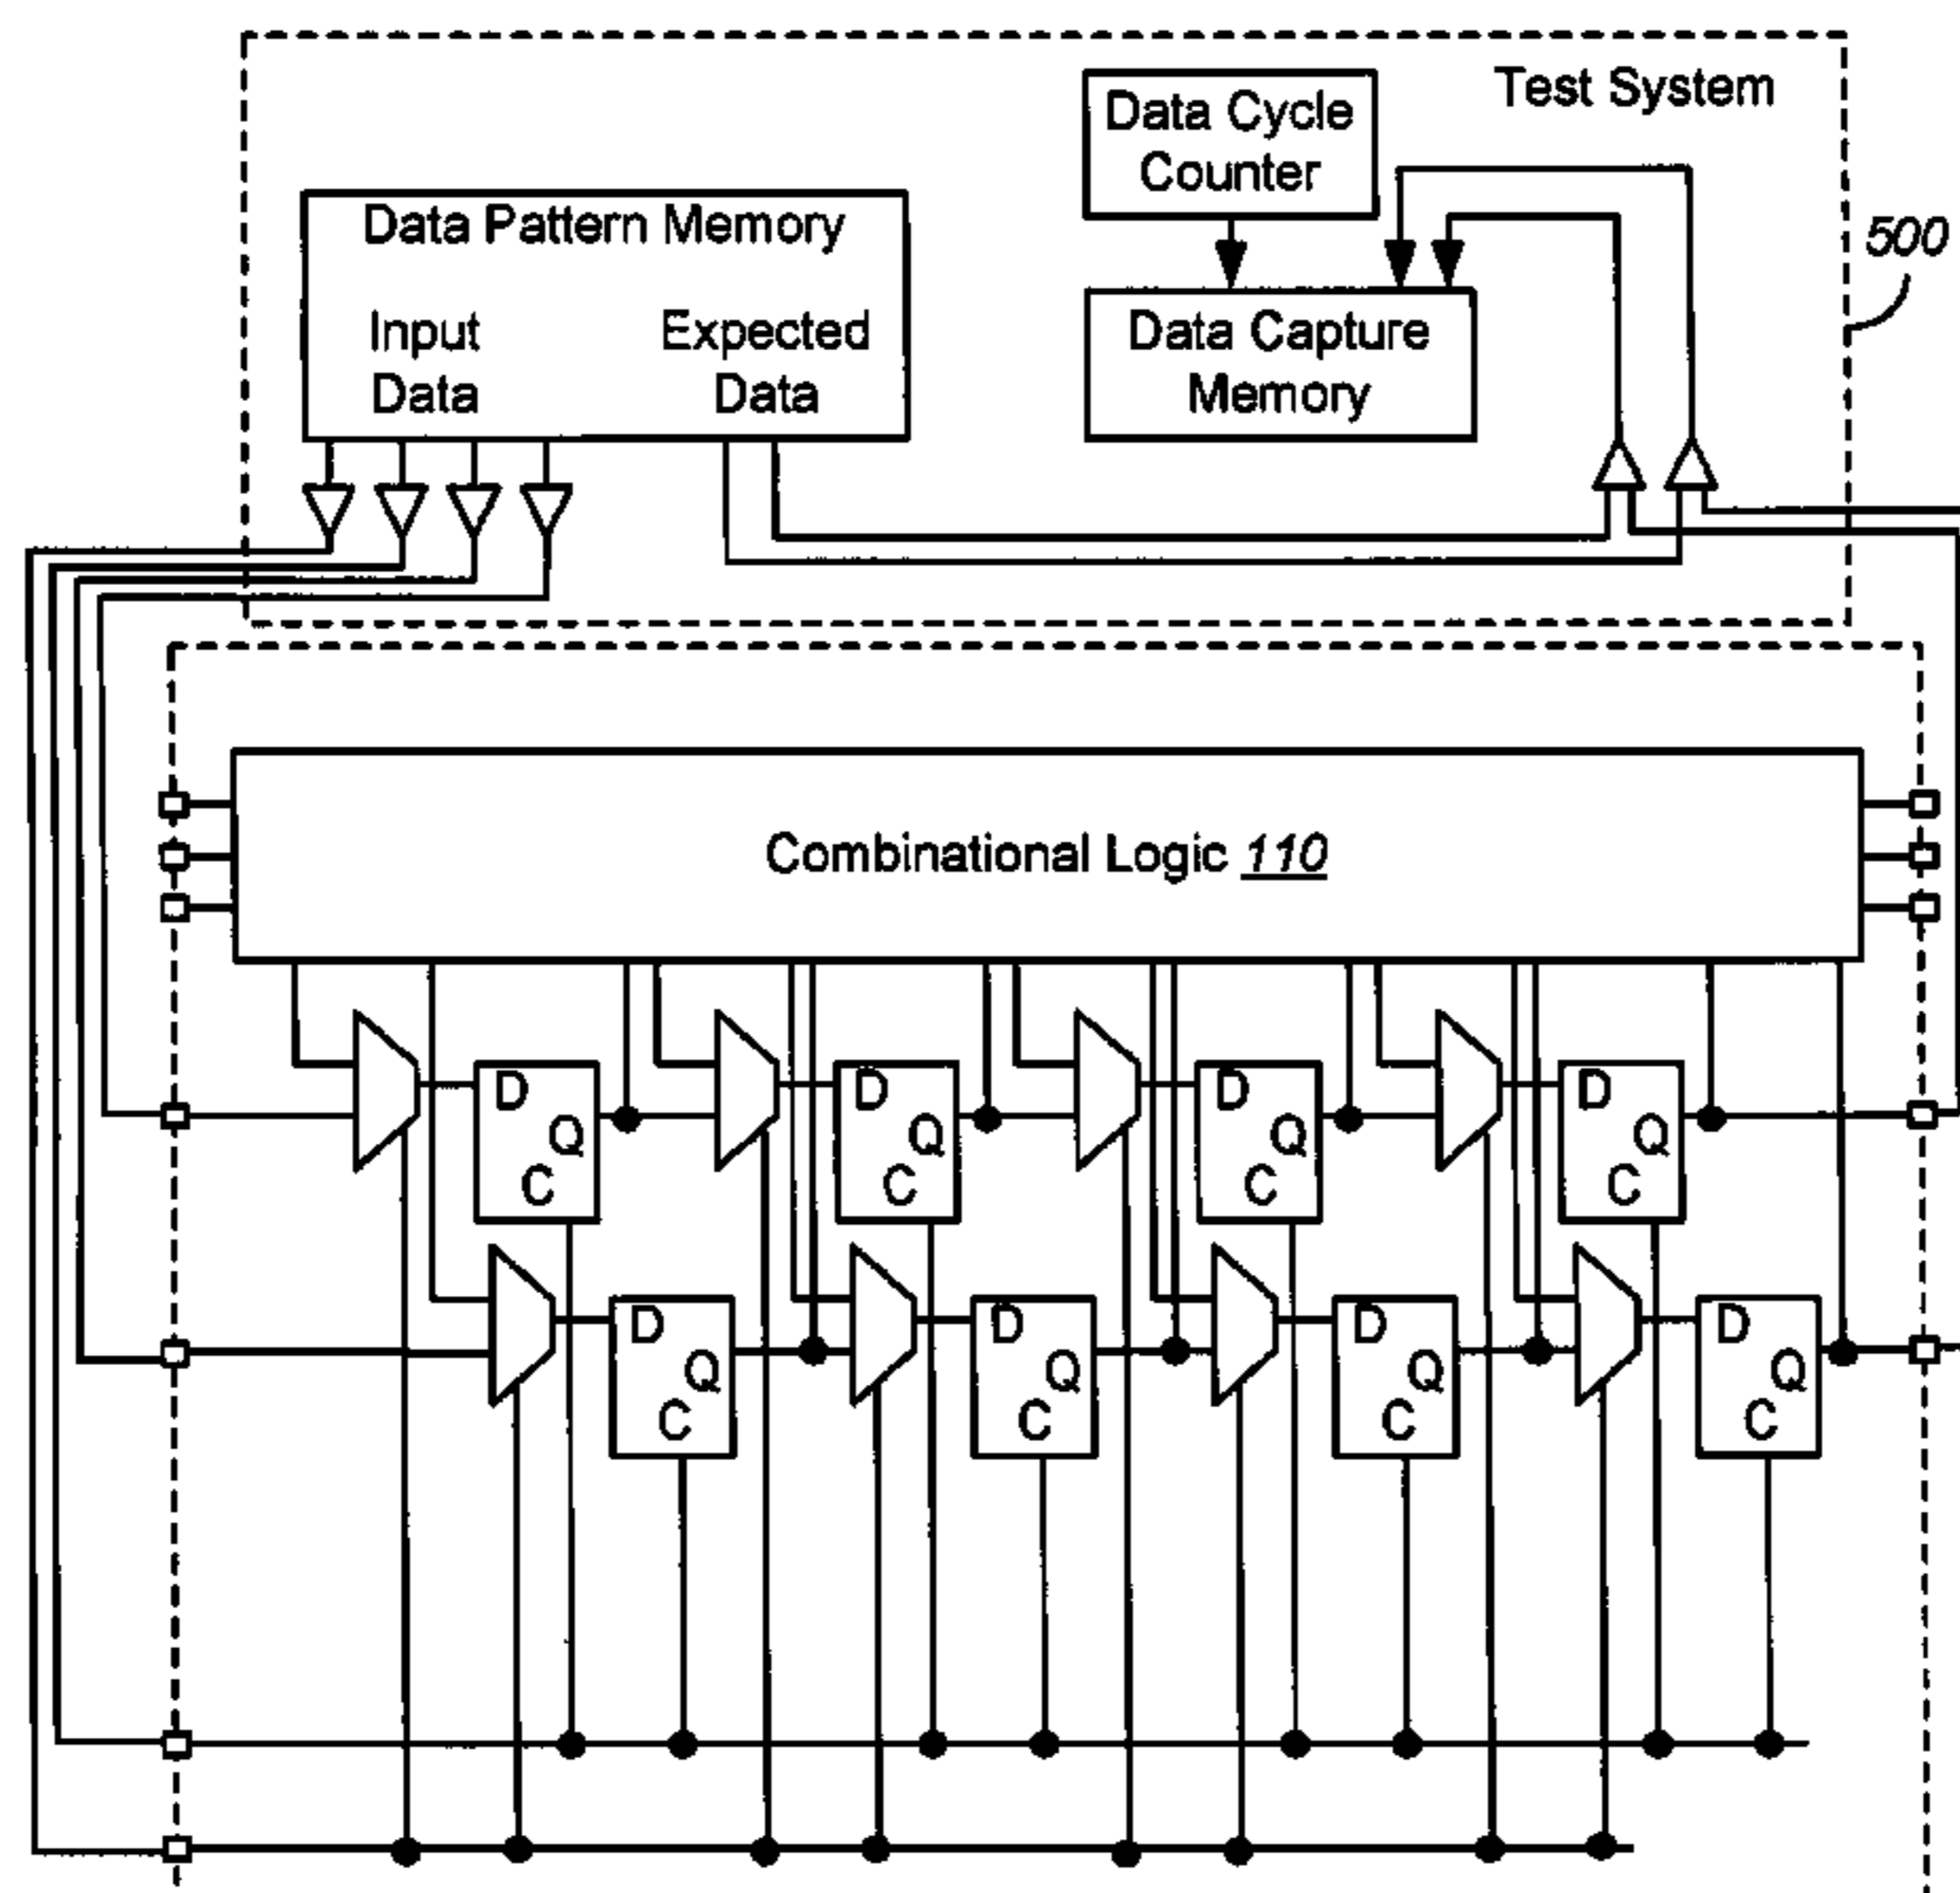 Test System
Data Cycle
Counter
500
Data Pattern Memory
Input
Data
Expected
Data
Data Capture
Memory
Combinational Logic 110
D
Q
C
D
Q
C
D
Q
C
D
Q
C
D
Q
C
D
Q
C
D
Q
C
D
Q
C